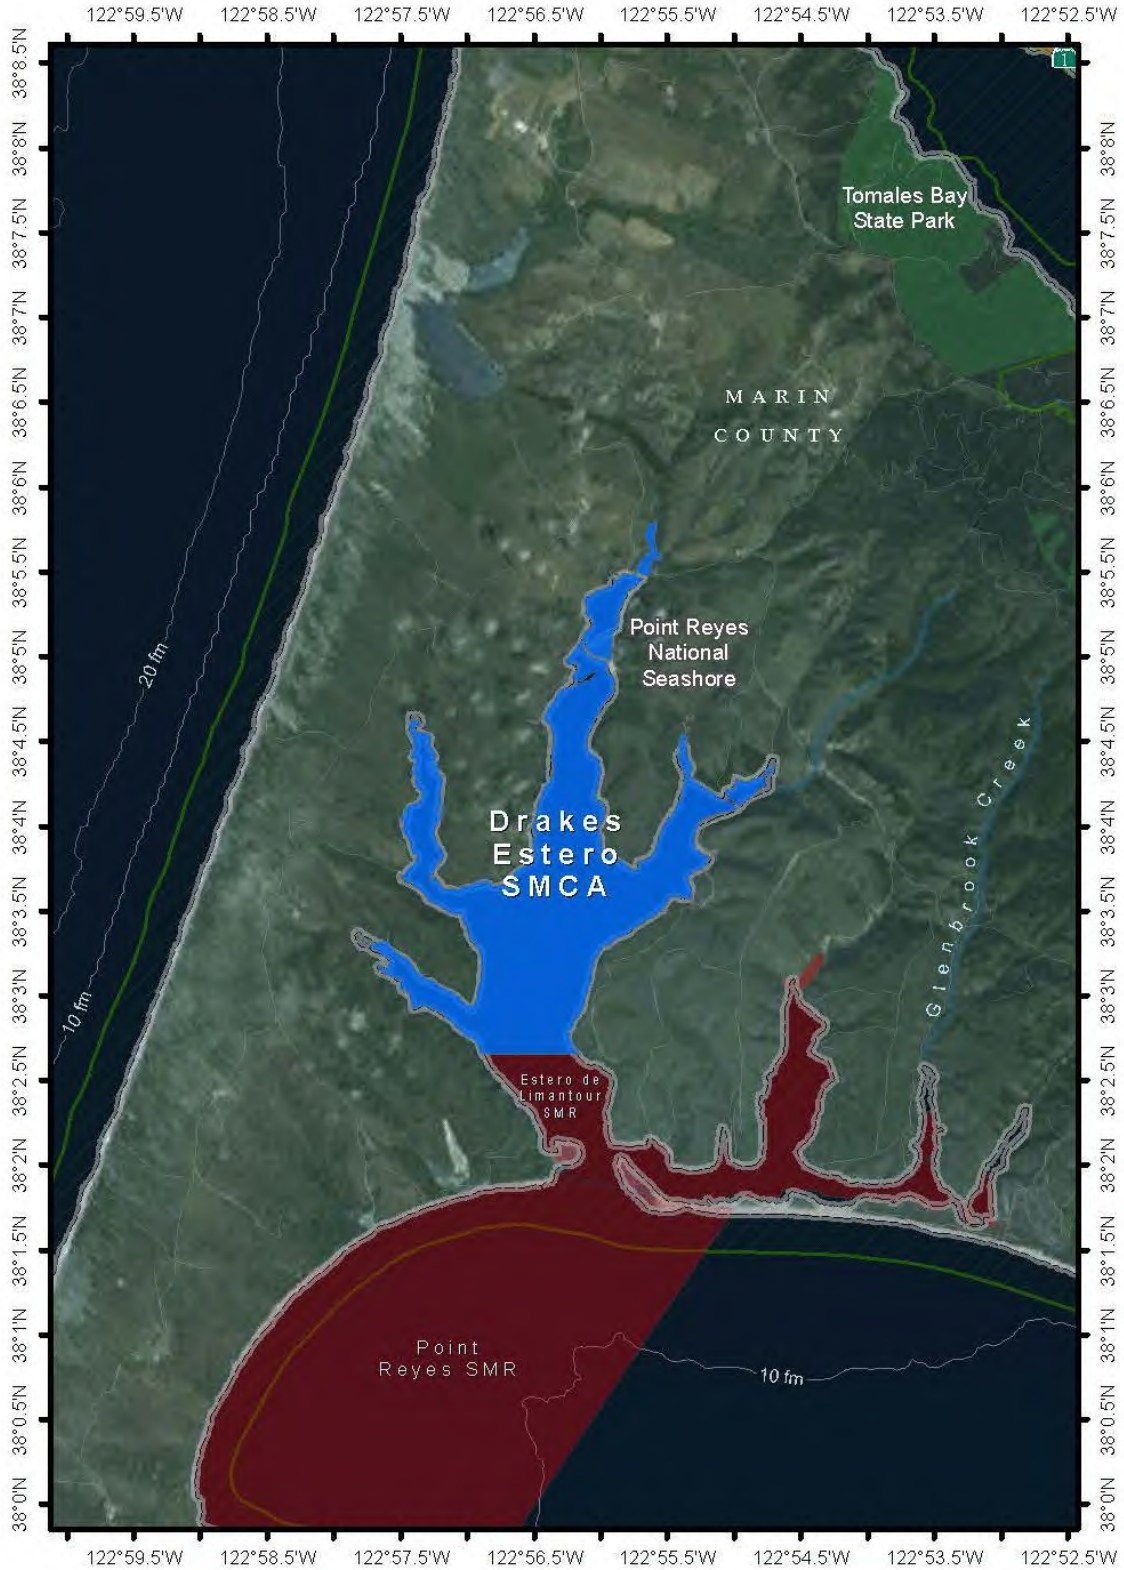 122°59.5'W 122°58.5'W 122°57.5'W 122°56.5'W 122°55.5'W 122°54.5'W 122°53.5'W 122°52.5'W
38°8.5'N
1
38°8'N 38°8'N
Tomales Bay
State Park
38°7.5'N 38°7.5'N
38°7'N 38°7'N
38°6.5'N 38°6.5'N
MARIN
COUNTY
38°6'N 38°6'N
38°5.5'N 38°5.5'N
Point Reyes
National
Seashore
38°5'N 38°5'N
20 fm
38°4.5'N 38°4.5'N
Glenbrook Creek
38°4'N 38°4'N
Drakes
Estero
SMCA
38°3.5'N 38°3.5'N
38°3'N 38°3'N
10 fm
38°2.5'N 38°2.5'N
Estero de
Limantour
SMR
38°2'N 38°2'N
38°1.5'N 38°1.5'N
38°1'N 38°1'N
Point
Reyes SMR
10 fm
38°0.5'N 38°0.5'N
38°0'N 38°0'N
122°59.5'W 122°58.5'W 122°57.5'W 122°56.5'W 122°55.5'W 122°54.5'W 122°53.5'W 122°52.5'W